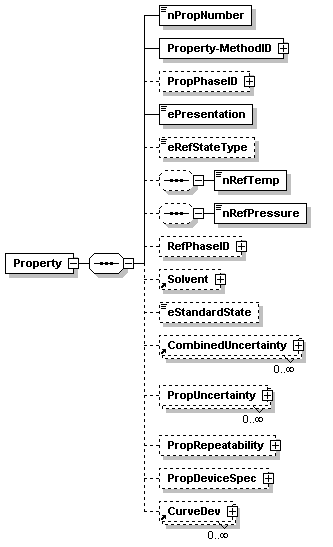 nPropNumber
Property-MethodID
PropPhaseID
ePresentation
eRefStateType
nRefTemp
nRefPressure
RefPhaseID
Property
Solvent
eStandardState
CombinedUncertainty
0..∞
PropUncertainty
0..∞
PropRepeatability
PropDeviceSpec
CurveDev
0..∞